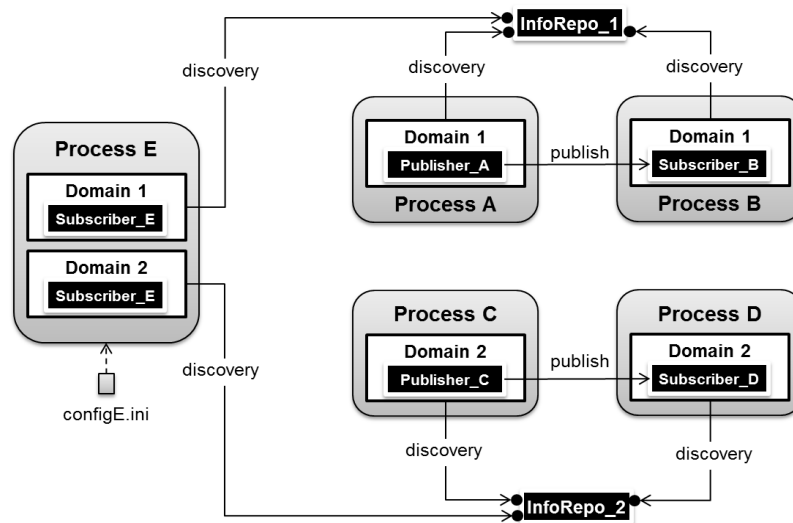 InfoRepo_1
discovery
discovery
discovery
Process E
Domain 1
Subscriber_E
Domain 2
Subscriber_E
configE.ini
discovery
Domain 1
Publisher_A
Process A
publish
Domain 1
Subscriber_B
Process B
Process C
Domain 2
Publisher_C
publish
Process D
Domain 2
Subscriber_D
discovery
discovery
InfoRepo_2